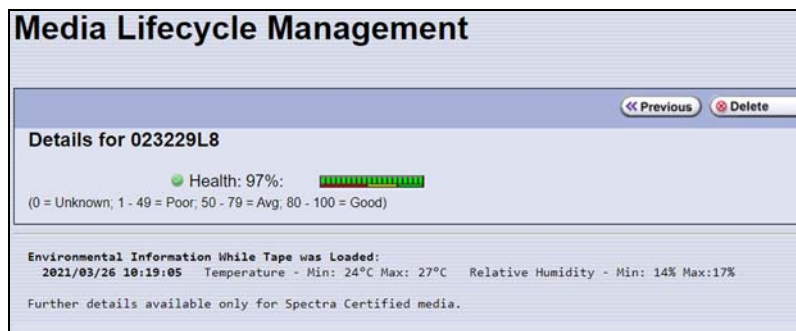 Media Lifecycle Management
Previous Delete
Details for 023229L8
Health: 97%:
(0 = Unknown; 1 - 49 = Poor; 50 - 79 = Avg; 80 - 100 = Good)
Environmental Information While Tape was Loaded:
2021/03/26 10:19:05 Temperature - Min: 24°C Max: 27°C Relative Humidity - Min: 14% Max:17%
Further details available only for Spectra Certified media.